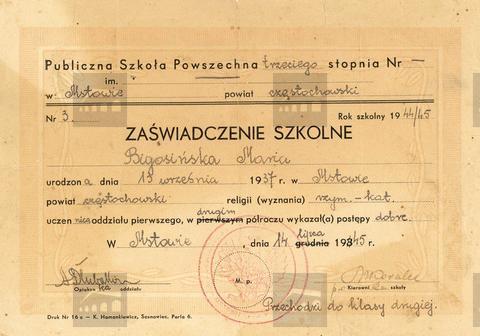 Publiczna Szkoła Powszechna trzeciego stopnia Nr —
im.
w Mstowie powiat częstochowski
Nr 3. Rok szkolny 1944/45
ZAŚWIADCZENIE SZKOLNE
Bigosińska Maria
urodzona dnia 13 września 1937 r. w Mstowie
powiat częstochowski religii (wyznania) rzym.-kat.
uczennica oddziału pierwszego, w pierwszym drugim półroczu wykazał(a) postępy dobre.
W Mstowie, dnia 14 grudnia lipca 1945 r.
Opiekunka oddziału
M. p.
Kierownik szkoły
Przechodzi do klasy drugiej.
Druk Nr 16 c — K. Hamankiewicz, Sosnowiec, Parla 6.